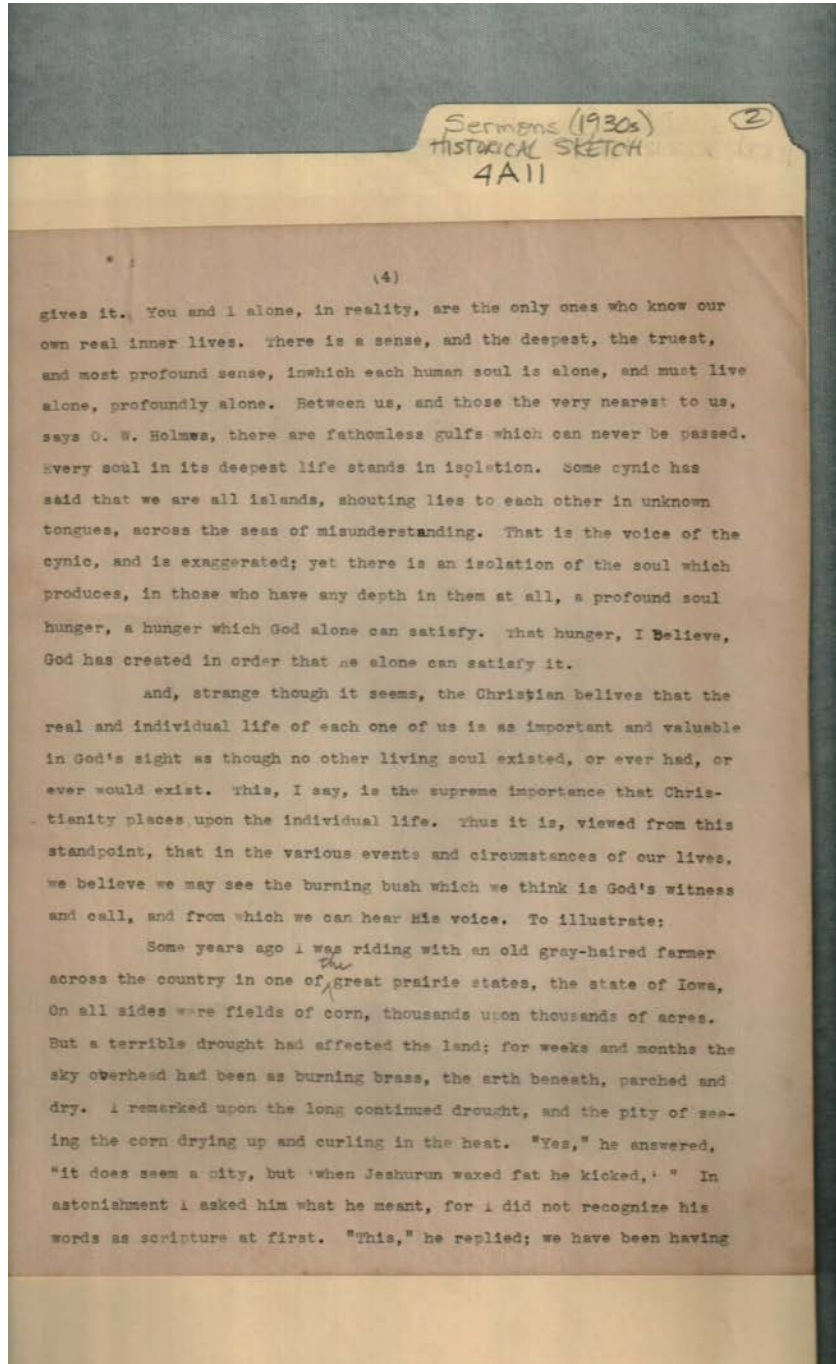 Sermons (1930s) 2
HISTORICAL SKETCH
4A11
(4)
gives it. You and I alone, in reality, are the only ones who know our
own real inner lives. There is a sense, and the deepest, the truest,
and most profound sense, inwhich each human soul is alone, and must live
alone, profoundly alone. Between us, and those the very nearest to us,
says O. W. Holmes, there are fathomless gulfs which can never be passed.
Every soul in its deepest life stands in isolation. Some cynic has
said that we are all islands, shouting lies to each other in unknown
tongues, across the seas of misunderstanding. That is the voice of the
cynic, and is exaggerated; yet there is an isolation of the soul which
produces, in those who have any depth in them at all, a profound soul
hunger, a hunger which God alone can satisfy. That hunger, I Believe,
God has created in order that He alone can satisfy it.
And, strange though it seems, the Christian belives that the
real and individual life of each one of us is as important and valuable
in God's sight as though no other living soul existed, or ever had, or
ever would exist. This, I say, is the supreme importance that Chris-
tianity places upon the individual life. Thus it is, viewed from this
standpoint, that in the various events and circumstances of our lives,
we believe we may see the burning bush which we think is God's witness
and call, and from which we can hear His voice. To illustrate:
Some years ago I was riding with an old gray-haired farmer
across the country in one of the great prairie states, the state of Iowa,
On all sides were fields of corn, thousands upon thousands of acres.
But a terrible drought had affected the land; for weeks and months the
sky overhead had been as burning brass, the arth beneath, parched and
dry. I remarked upon the long continued drought, and the pity of see-
ing the corn drying up and curling in the heat. "Yes," he answered,
"it does seem a pity, but 'when Jeshurun waxed fat he kicked,' " In
astonishment I asked him what he meant, for I did not recognize his
words as scripture at first. "This," he replied; we have been having